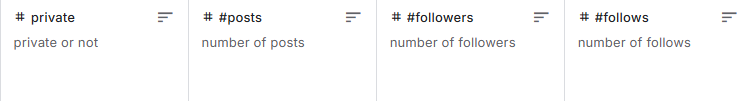 # private
private or not
# #posts
number of posts
# #followers
number of followers
# #follows
number of follows